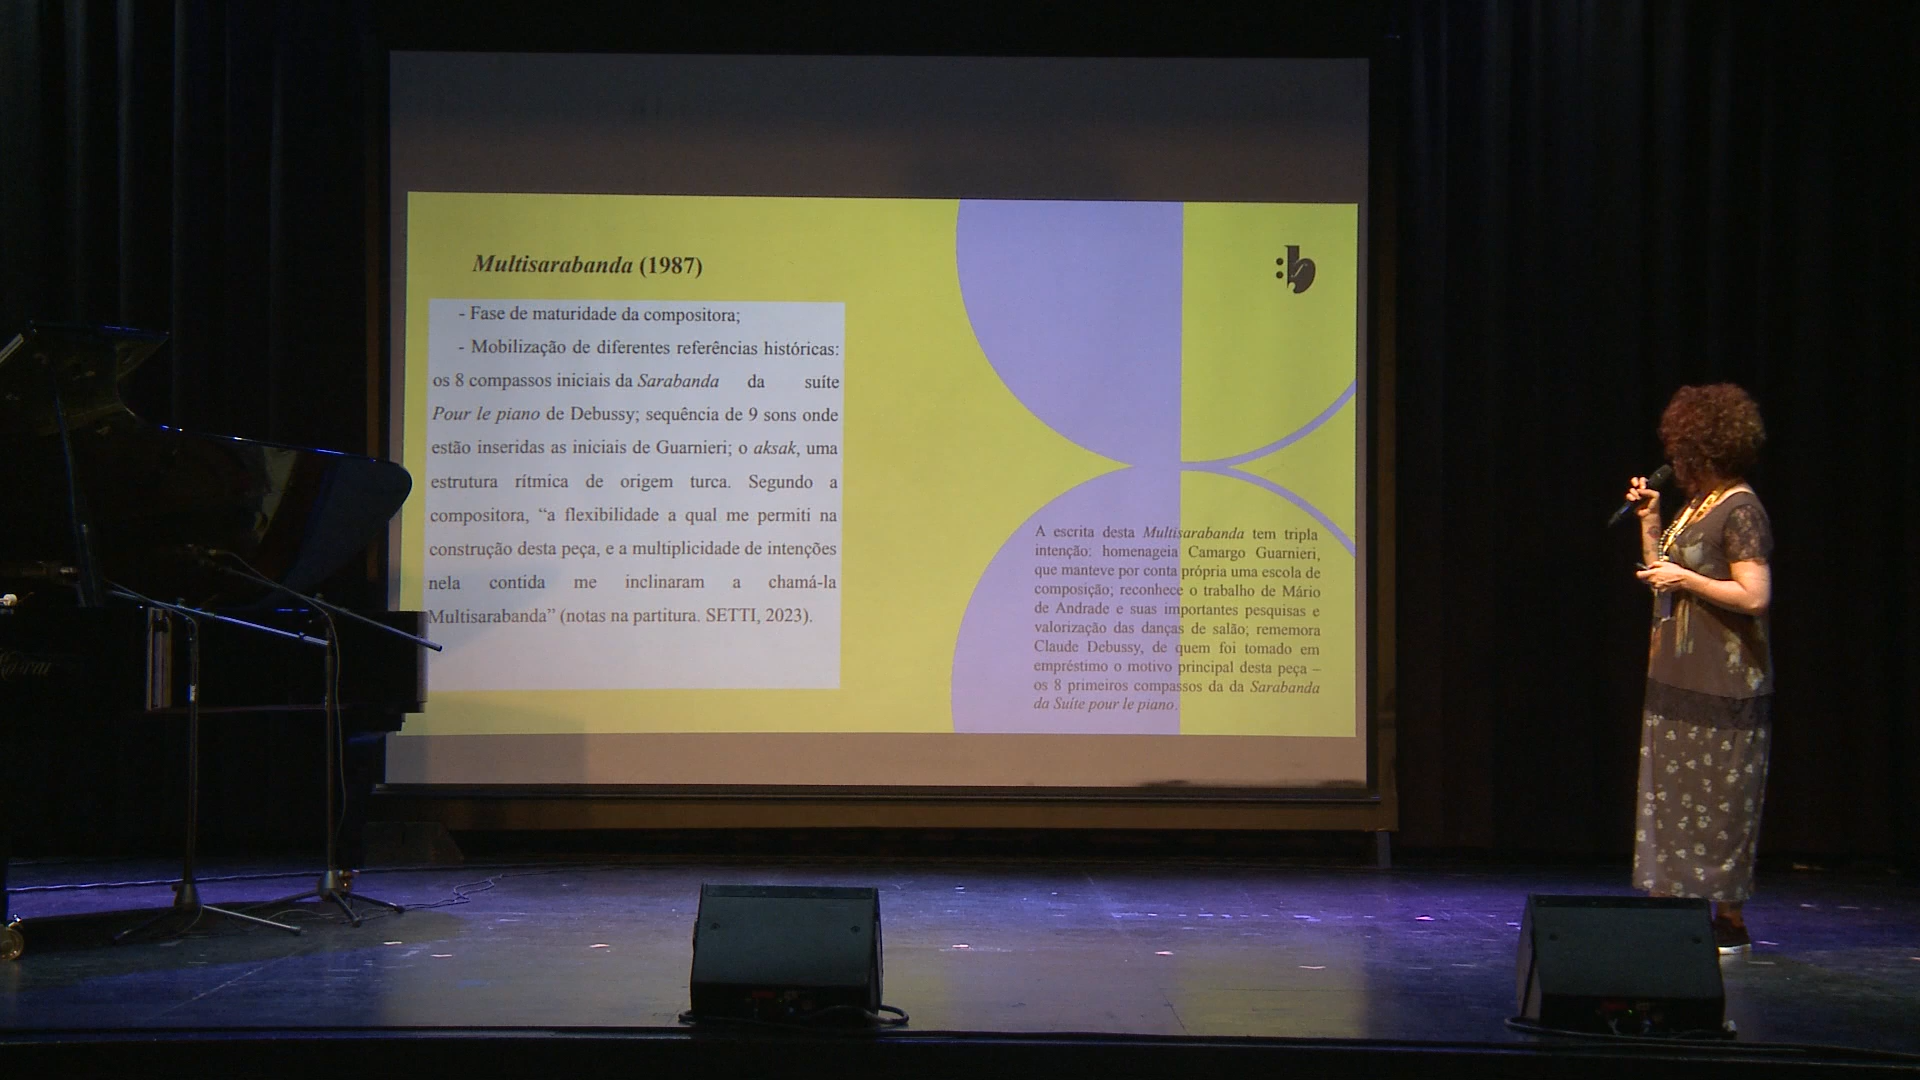 Multisarabanda (1987)
- Fase de maturidade da compositora;
- Mobilização de diferentes referências históricas:
os 8 compassos iniciais da Sarabanda da suíte
Pour le piano de Debussy; sequência de 9 sons onde
estão inseridas as iniciais de Guarnieri; o aksak, uma
estrutura rítmica de origem turca. Segundo a
compositora, “a flexibilidade a qual me permiti na
construção desta peça, e a multiplicidade de intenções
nela contida me inclinaram a chamá-la
Multisarabanda” (notas na partitura. SETTI, 2023).
A escrita desta Multisarabanda tem tripla
intenção: homenageia Camargo Guarnieri,
que manteve por conta própria uma escola de
composição; reconhece o trabalho de Mário
de Andrade e suas importantes pesquisas e
valorização das danças de salão; rememora
Claude Debussy, de quem foi tomado em
empréstimo o motivo principal desta peça –
os 8 primeiros compassos da da Sarabanda
da Suíte pour le piano.